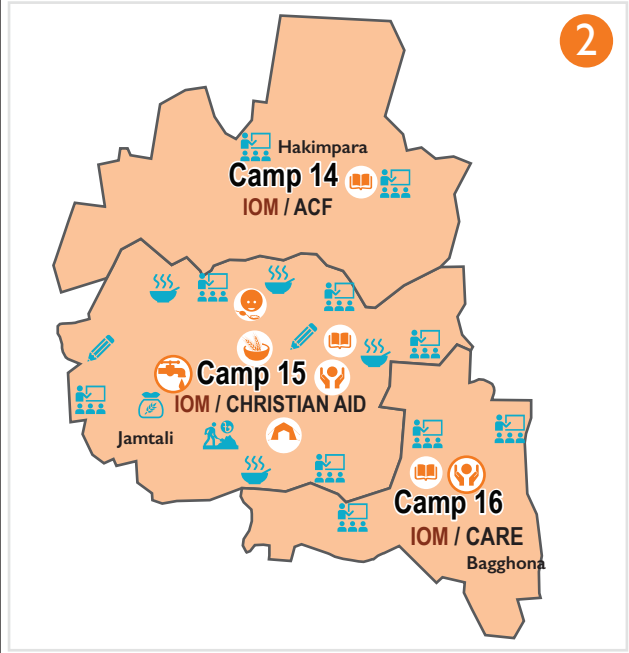 2
Hakimpara
Camp 14
IOM / ACF
Camp 15
IOM / CHRISTIAN AID
Jamtali
Camp 16
IOM / CARE
Bagghona